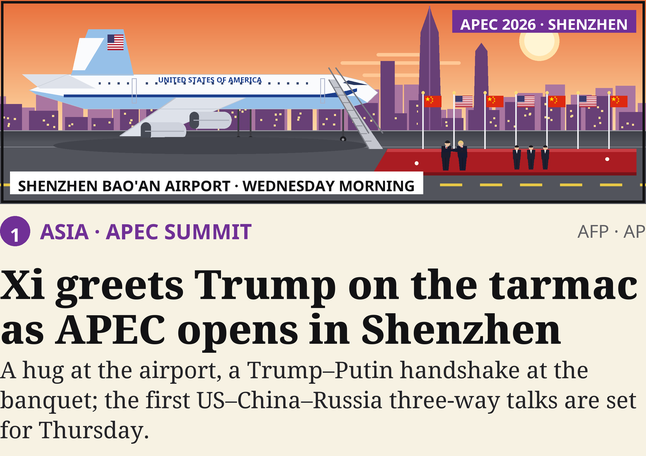 APEC 2026 · SHENZHEN
UNITED STATES OF AMERICA
SHENZHEN BAO'AN AIRPORT · WEDNESDAY MORNING
1 ASIA · APEC SUMMIT AFP · AP
Xi greets Trump on the tarmac
as APEC opens in Shenzhen
A hug at the airport, a Trump–Putin handshake at the
banquet; the first US–China–Russia three-way talks are set
for Thursday.